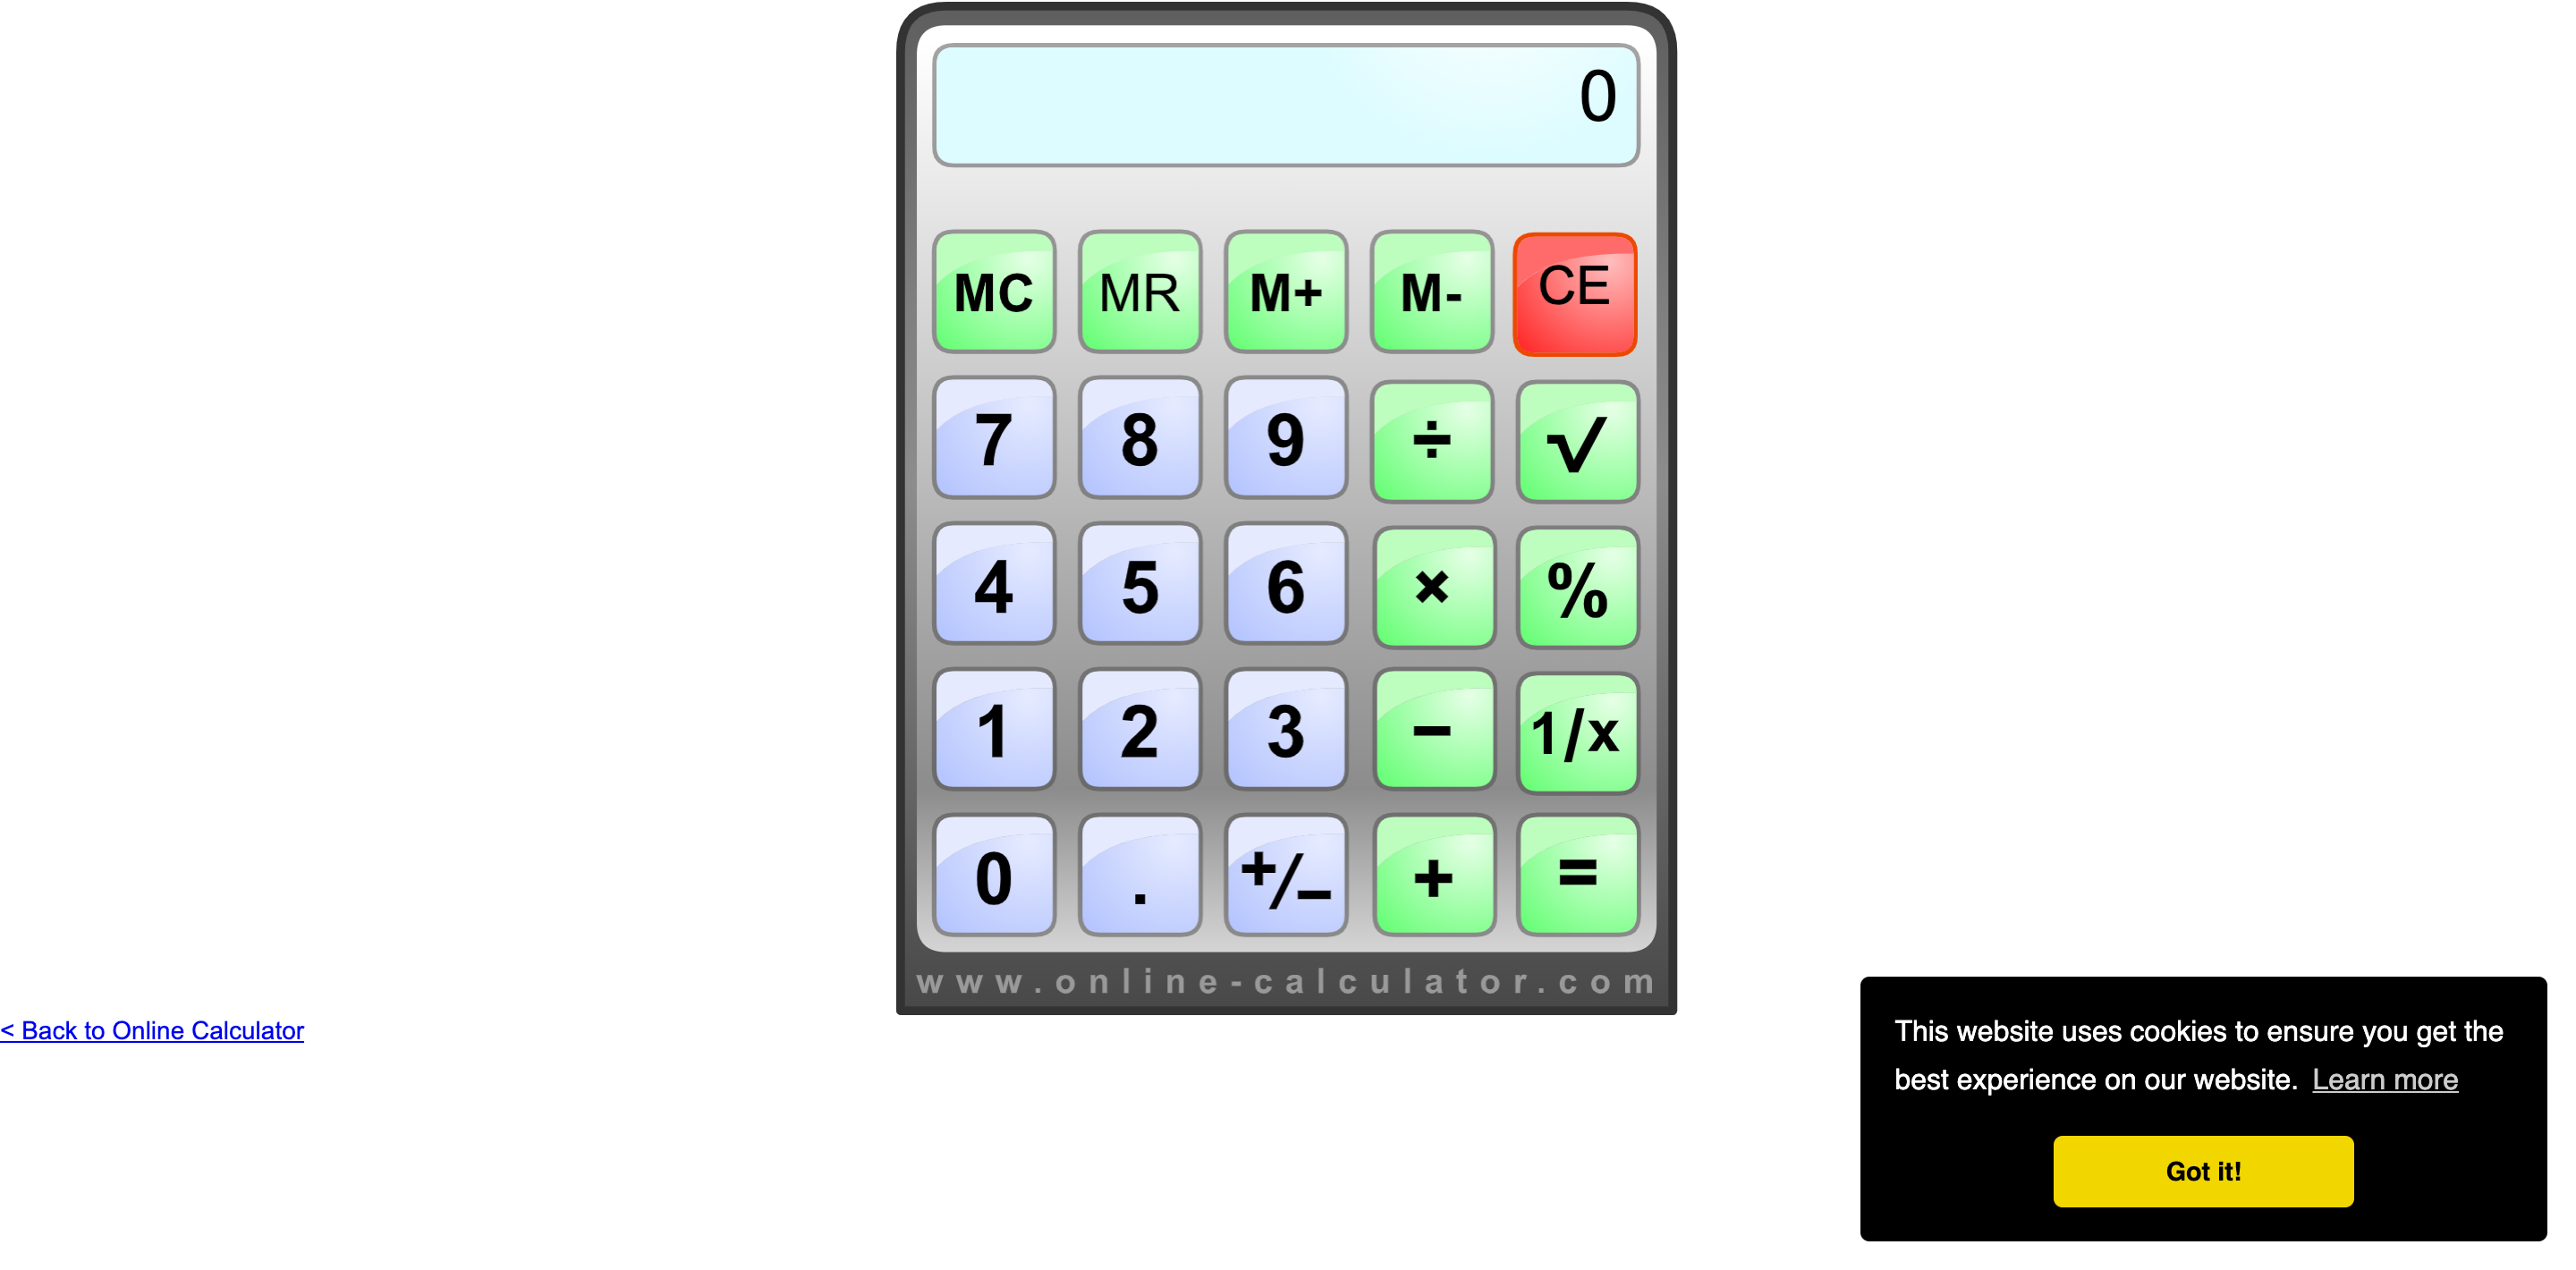 0
MC MR M+ M- CE
7 8 9 ÷ √
4 5 6 × %
1 2 3 − 1/x
0 . +/− + =
www.online-calculator.com
< Back to Online Calculator
This website uses cookies to ensure you get the
best experience on our website. Learn more
Got it!